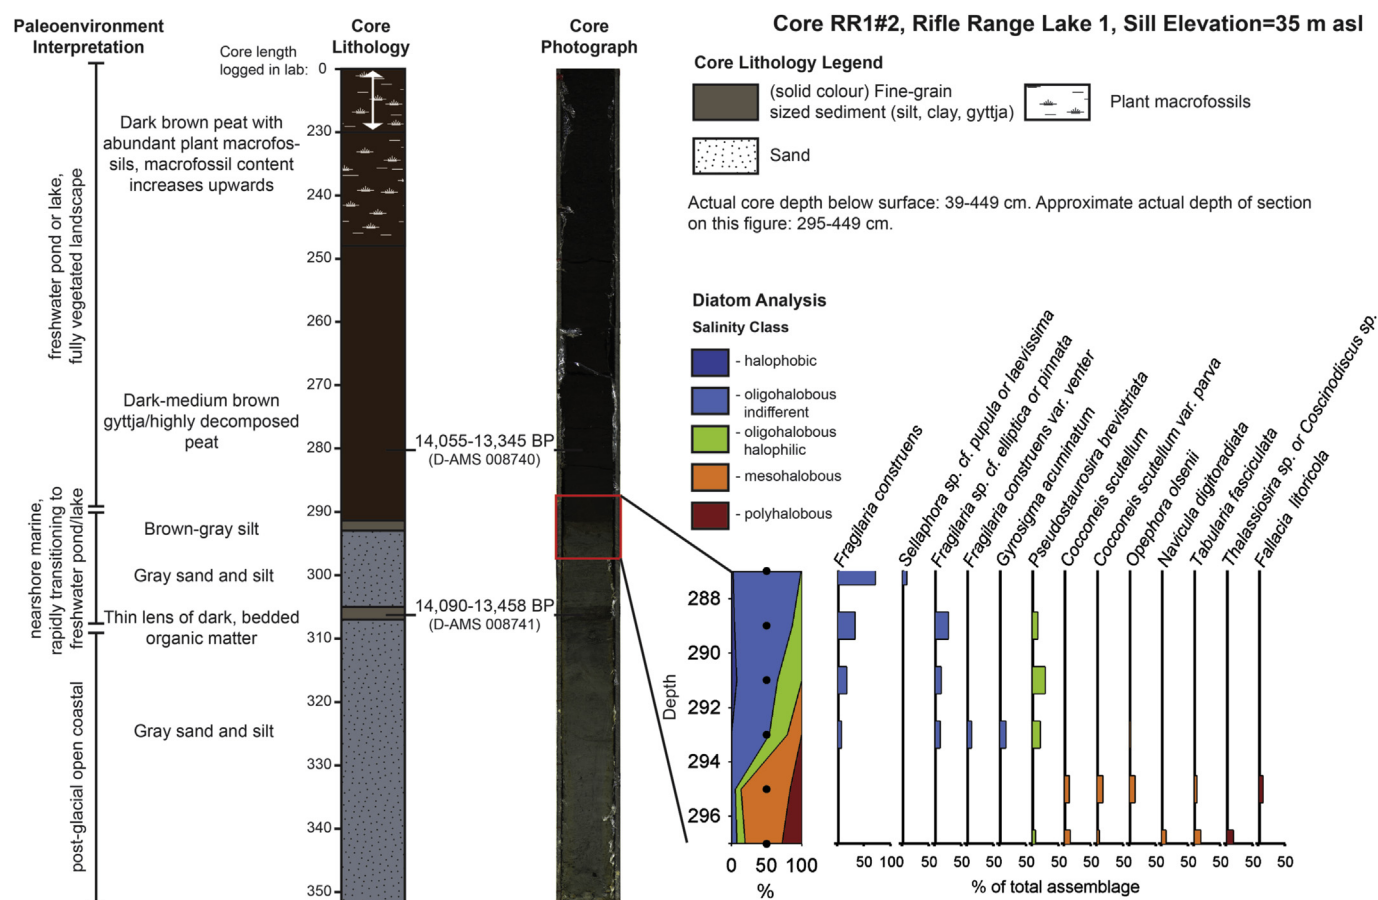 Core RR1#2, Rifle Range Lake 1, Sill Elevation=35 m asl
Paleoenvironment
Interpretation
Core
Lithology
Core
Photograph
Core length
logged in lab:
0
230
240
250
260
270
280
290
300
310
320
330
340
350
freshwater pond or lake,
fully vegetated landscape
nearshore marine,
rapidly transitioning to
freshwater pond/lake
post-glacial open coastal
Dark brown peat with
abundant plant macrofos-
sils, macrofossil content
increases upwards
Dark-medium brown
gyttja/highly decomposed
peat
Brown-gray silt
Gray sand and silt
Thin lens of dark, bedded
organic matter
Gray sand and silt
14,055-13,345 BP
(D-AMS 008740)
14,090-13,458 BP
(D-AMS 008741)
Core Lithology Legend
(solid colour) Fine-grain
sized sediment (silt, clay, gyttja)
Plant macrofossils
Sand
Actual core depth below surface: 39-449 cm. Approximate actual depth of section
on this figure: 295-449 cm.
Diatom Analysis
Salinity Class
- halophobic
- oligohalobous
indifferent
- oligohalobous
halophilic
- mesohalobous
- polyhalobous
Fragilaria construens
Sellaphora sp. cf. pupula or laevissima
Fragilaria sp. cf. elliptica or pinnata
Fragilaria construens var. venter
Gyrosigma acuminatum
Pseudostaurosira brevistriata
Cocconeis scutellum
Cocconeis scutellum var. parva
Opephora olsenii
Navicula digitoradiata
Tabularia fasciculata
Thalassiosira sp. or Coscinodiscus sp.
Fallacia litoricola
Depth
288
290
292
294
296
0 50 100
%
50 100 50 50 50 50 50 50 50 50 50 50 50 50
% of total assemblage